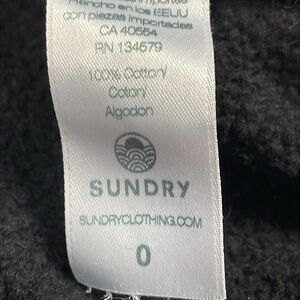 Hecho en los EEUU
con piezas importadas
CA 40554
RN 134579
100% Cotton/
Coton/
Algodon
SUNDRY
SUNDRYCLOTHING.COM
0